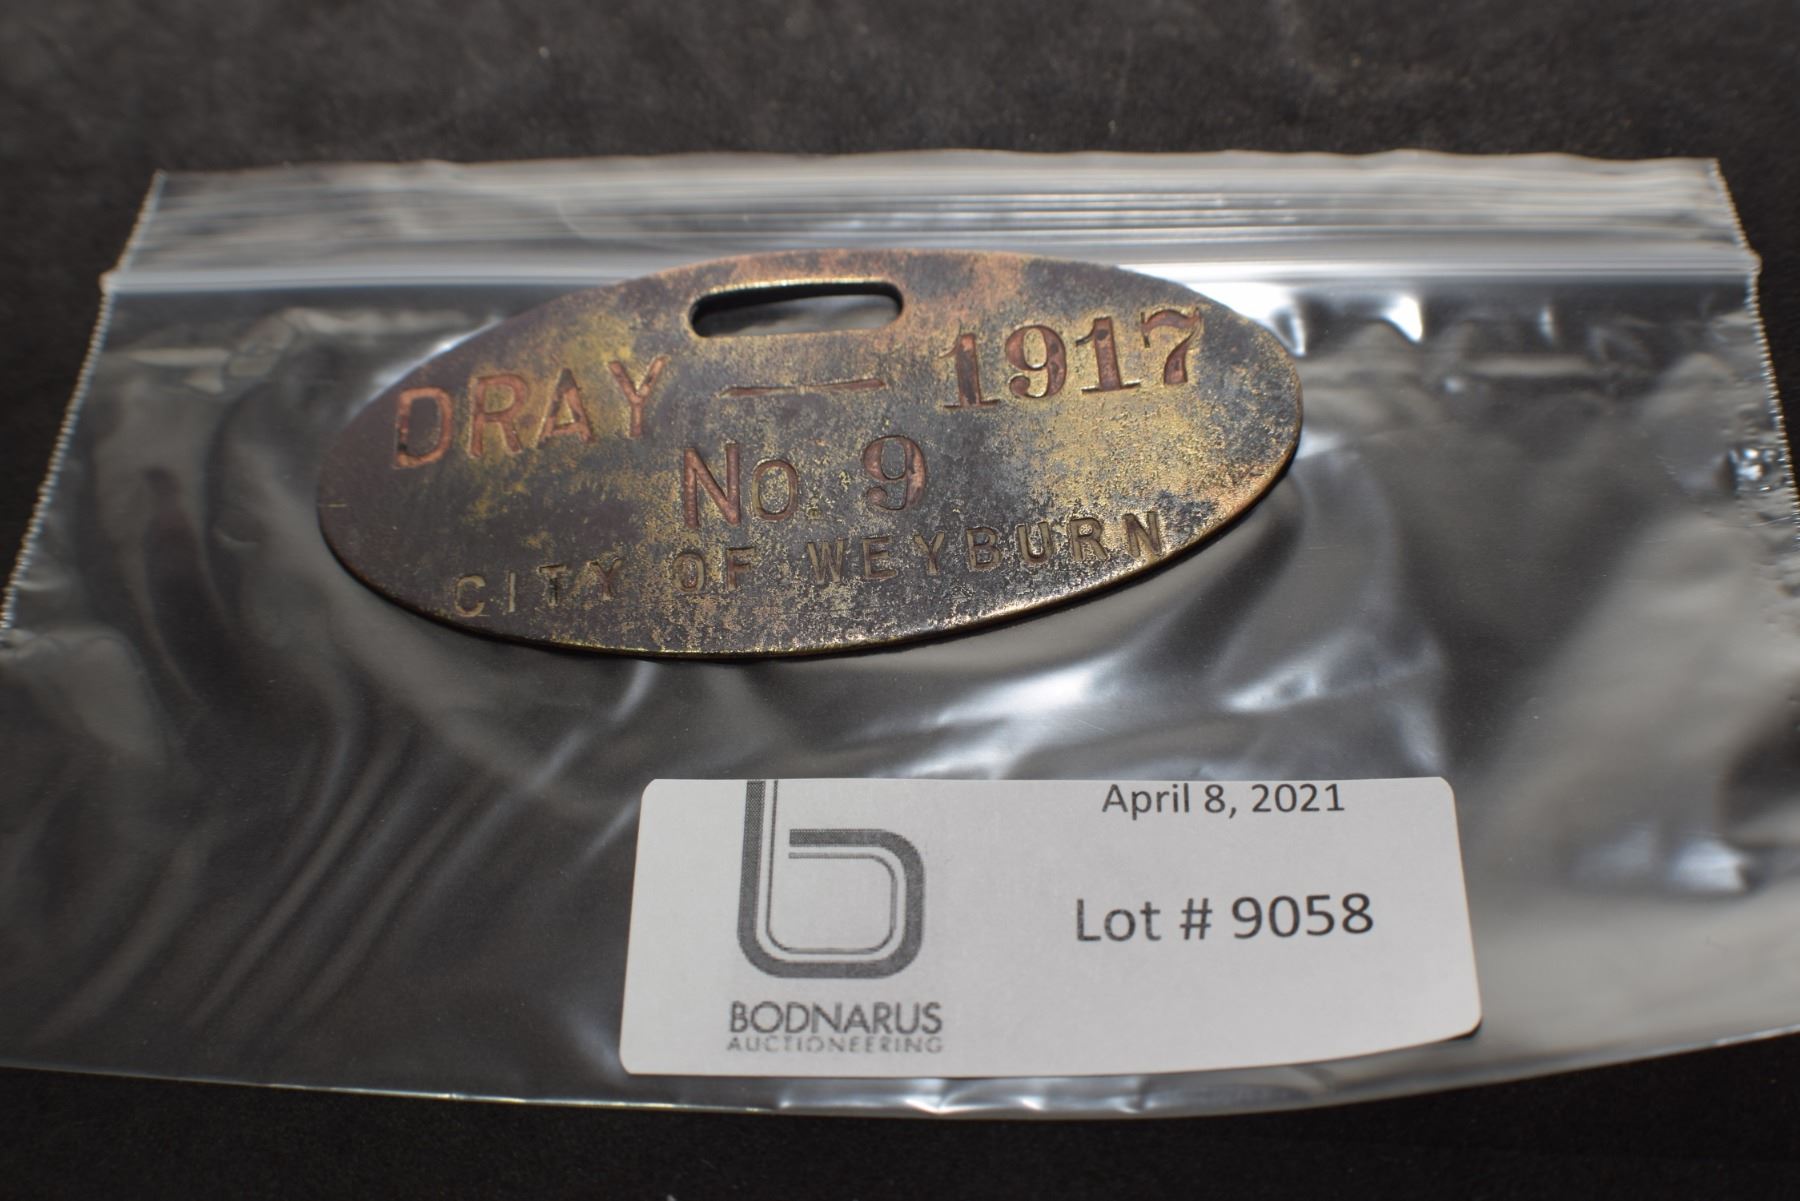 DRAY — 1917
No. 9
CITY OF WEYBURN
April 8, 2021
Lot # 9058
BODNARUS
AUCTIONEERING